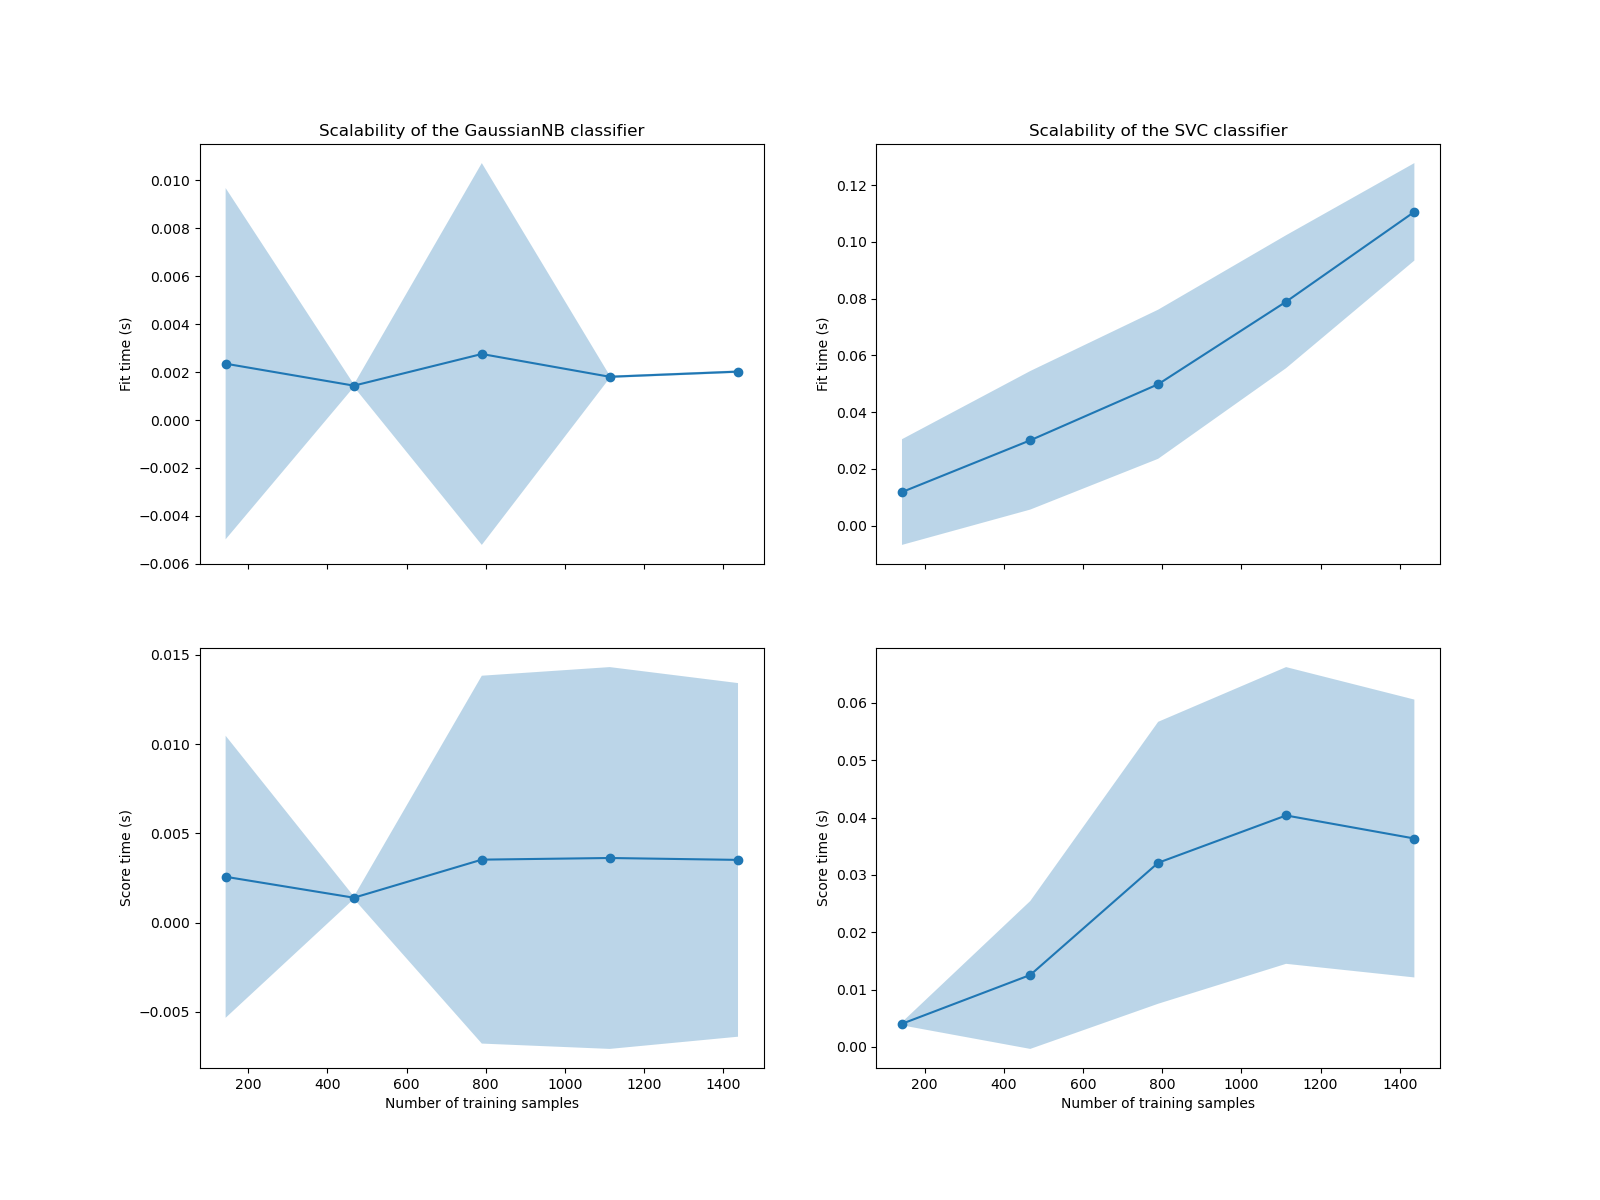 Scalability of the GaussianNB classifier
0.010
0.008
0.006
0.004
0.002
0.000
−0.002
−0.004
−0.006
Fit time (s)
Scalability of the SVC classifier
0.12
0.10
0.08
0.06
0.04
0.02
0.00
Fit time (s)
0.015
0.010
0.005
0.000
−0.005
Score time (s)
200 400 600 800 1000 1200 1400
Number of training samples
0.06
0.05
0.04
0.03
0.02
0.01
0.00
Score time (s)
200 400 600 800 1000 1200 1400
Number of training samples